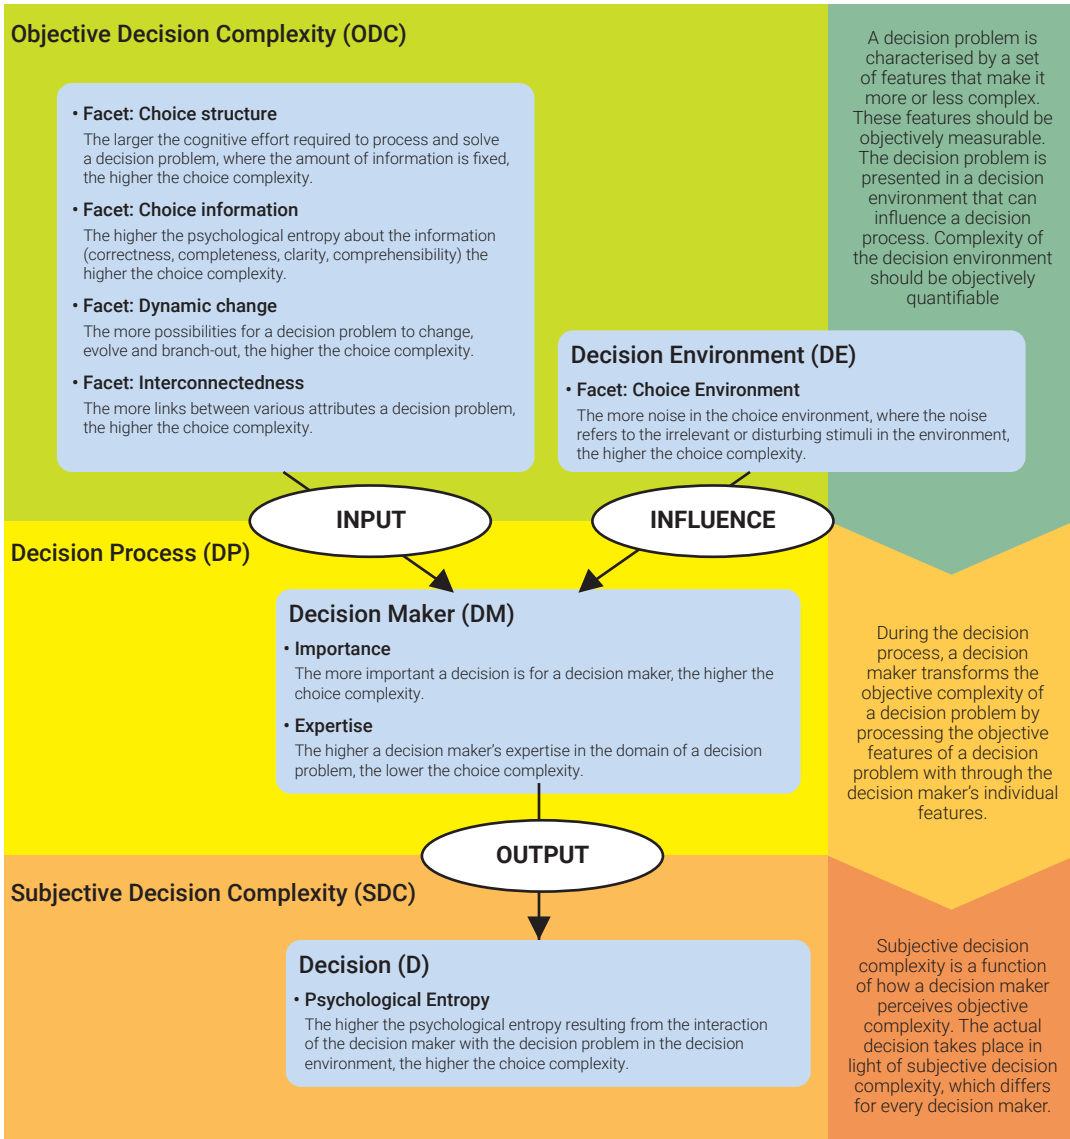 Objective Decision Complexity (ODC)
• Facet: Choice structure
The larger the cognitive effort required to process and solve
a decision problem, where the amount of information is fixed,
the higher the choice complexity.
• Facet: Choice information
The higher the psychological entropy about the information
(correctness, completeness, clarity, comprehensibility) the
higher the choice complexity.
• Facet: Dynamic change
The more possibilities for a decision problem to change,
evolve and branch-out, the higher the choice complexity.
• Facet: Interconnectedness
The more links between various attributes a decision problem,
the higher the choice complexity.
Decision Environment (DE)
• Facet: Choice Environment
The more noise in the choice environment, where the noise
refers to the irrelevant or disturbing stimuli in the environment,
the higher the choice complexity.
A decision problem is
characterised by a set
of features that make it
more or less complex.
These features should be
objectively measurable.
The decision problem is
presented in a decision
environment that can
influence a decision
process. Complexity of
the decision environment
should be objectively
quantifiable
INPUT
INFLUENCE
Decision Process (DP)
Decision Maker (DM)
• Importance
The more important a decision is for a decision maker, the higher the
choice complexity.
• Expertise
The higher a decision maker's expertise in the domain of a decision
problem, the lower the choice complexity.
During the decision
process, a decision
maker transforms the
objective complexity of
a decision problem by
processing the objective
features of a decision
problem with through the
decision maker's individual
features.
OUTPUT
Subjective Decision Complexity (SDC)
Decision (D)
• Psychological Entropy
The higher the psychological entropy resulting from the interaction
of the decision maker with the decision problem in the decision
environment, the higher the choice complexity.
Subjective decision
complexity is a function
of how a decision maker
perceives objective
complexity. The actual
decision takes place in
light of subjective decision
complexity, which differs
for every decision maker.